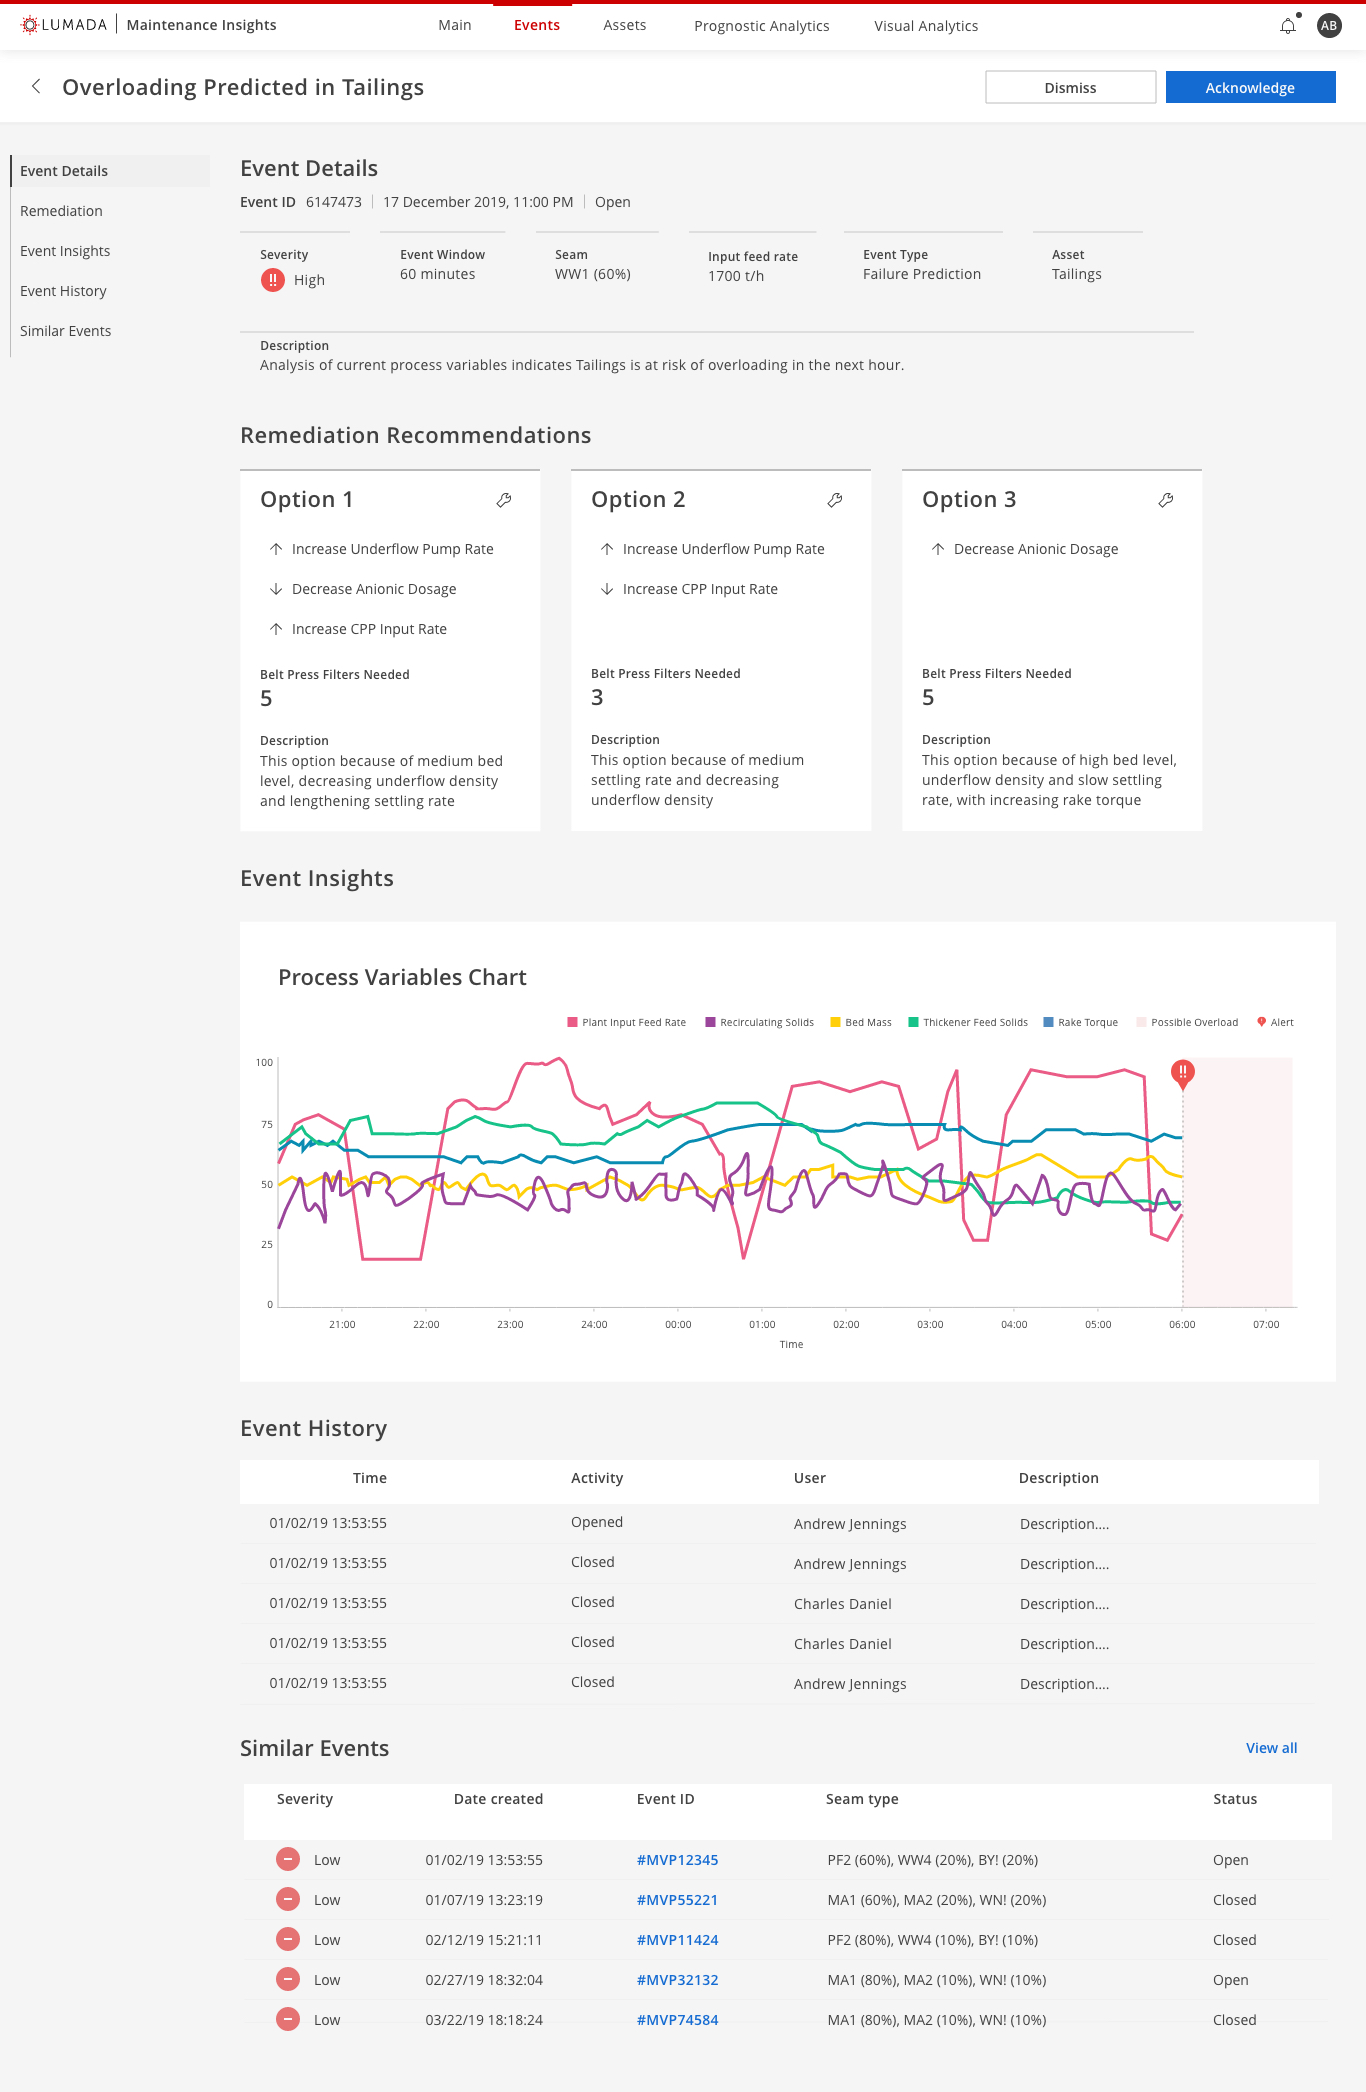 LUMADA | Maintenance Insights
Main Events Assets Prognostic Analytics Visual Analytics
AB
Overloading Predicted in Tailings
Dismiss Acknowledge
Event Details
Remediation
Event Insights
Event History
Similar Events
Event Details
Event ID 6147473 | 17 December 2019, 11:00 PM | Open
Severity Event Window Seam Input feed rate Event Type Asset
!! High 60 minutes WW1 (60%) 1700 t/h Failure Prediction Tailings
Description
Analysis of current process variables indicates Tailings is at risk of overloading in the next hour.
Remediation Recommendations
Option 1
↑ Increase Underflow Pump Rate
↓ Decrease Anionic Dosage
↑ Increase CPP Input Rate
Belt Press Filters Needed
5
Description
This option because of medium bed
level, decreasing underflow density
and lengthening settling rate
Option 2
↑ Increase Underflow Pump Rate
↓ Increase CPP Input Rate
Belt Press Filters Needed
3
Description
This option because of medium
settling rate and decreasing
underflow density
Option 3
↑ Decrease Anionic Dosage
Belt Press Filters Needed
5
Description
This option because of high bed level,
underflow density and slow settling
rate, with increasing rake torque
Event Insights
Process Variables Chart
Plant Input Feed Rate Recirculating Solids Bed Mass Thickener Feed Solids Rake Torque Possible Overload Alert
100
75
50
25
0
!!
21:00 22:00 23:00 24:00 00:00 01:00 02:00 03:00 04:00 05:00 06:00 07:00
Time
Event History
Time Activity User Description
01/02/19 13:53:55 Opened Andrew Jennings Description....
01/02/19 13:53:55 Closed Andrew Jennings Description....
01/02/19 13:53:55 Closed Charles Daniel Description....
01/02/19 13:53:55 Closed Charles Daniel Description....
01/02/19 13:53:55 Closed Andrew Jennings Description....
Similar Events View all
Severity Date created Event ID Seam type Status
Low 01/02/19 13:53:55 #MVP12345 PF2 (60%), WW4 (20%), BY! (20%) Open
Low 01/07/19 13:23:19 #MVP55221 MA1 (60%), MA2 (20%), WN! (20%) Closed
Low 02/12/19 15:21:11 #MVP11424 PF2 (80%), WW4 (10%), BY! (10%) Closed
Low 02/27/19 18:32:04 #MVP32132 MA1 (80%), MA2 (10%), WN! (10%) Open
Low 03/22/19 18:18:24 #MVP74584 MA1 (80%), MA2 (10%), WN! (10%) Closed